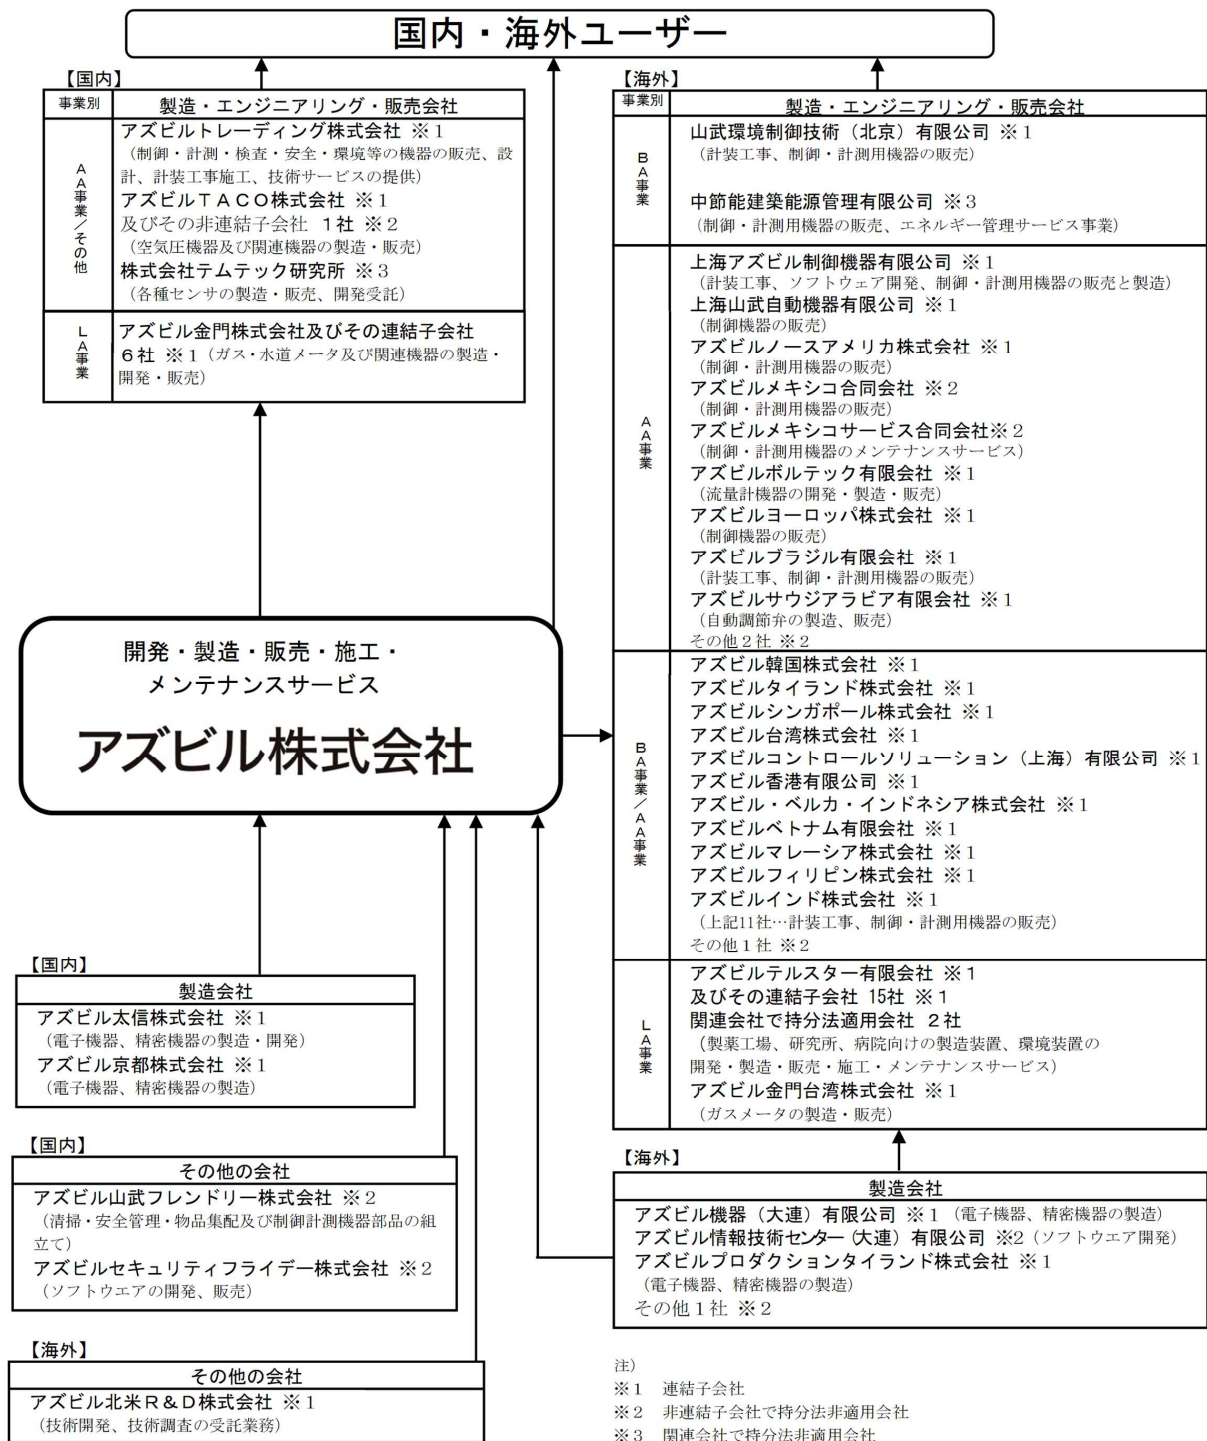 国内・海外ユーザー
【国内】
事業別
製造・エンジニアリング・販売会社
AA事業／その他
アズビルトレーディング株式会社 ※１
（制御・計測・検査・安全・環境等の機器の販売、設
計、計装工事施工、技術サービスの提供）
アズビルＴＡＣＯ株式会社 ※１
及びその非連結子会社 １社 ※２
（空気圧機器及び関連機器の製造・販売）
株式会社テムテック研究所 ※３
（各種センサの製造・販売、開発受託）
LA事業
アズビル金門株式会社及びその連結子会社
６社 ※１（ガス・水道メータ及び関連機器の製造・
開発・販売）
【海外】
事業別
製造・エンジニアリング・販売会社
BA事業
山武環境制御技術（北京）有限公司 ※１
（計装工事、制御・計測用機器の販売）
中節能建築能源管理有限公司 ※３
（制御・計測用機器の販売、エネルギー管理サービス事業）
AA事業
上海アズビル制御機器有限公司 ※１
（計装工事、ソフトウェア開発、制御・計測用機器の販売と製造）
上海山武自動機器有限公司 ※１
（制御機器の販売）
アズビルノースアメリカ株式会社 ※１
（制御・計測用機器の販売）
アズビルメキシコ合同会社 ※２
（制御・計測用機器の販売）
アズビルメキシコサービス合同会社※２
（制御・計測用機器のメンテナンスサービス）
アズビルボルテック有限会社 ※１
（流量計機器の開発・製造・販売）
アズビルヨーロッパ株式会社 ※１
（制御機器の販売）
アズビルブラジル有限会社 ※１
（計装工事、制御・計測用機器の販売）
アズビルサウジアラビア有限会社 ※１
（自動調節弁の製造、販売）
その他２社 ※２
BA事業／AA事業
アズビル韓国株式会社 ※１
アズビルタイランド株式会社 ※１
アズビルシンガポール株式会社 ※１
アズビル台湾株式会社 ※１
アズビルコントロールソリューション（上海）有限公司 ※１
アズビル香港有限公司 ※１
アズビル・ベルカ・インドネシア株式会社 ※１
アズビルベトナム有限会社 ※１
アズビルマレーシア株式会社 ※１
アズビルフィリピン株式会社 ※１
アズビルインド株式会社 ※１
（上記11社…計装工事、制御・計測用機器の販売）
その他１社 ※２
LA事業
アズビルテルスター有限会社 ※１
及びその連結子会社 15社 ※１
関連会社で持分法適用会社 ２社
（製薬工場、研究所、病院向けの製造装置、環境装置の
開発・製造・販売・施工・メンテナンスサービス）
アズビル金門台湾株式会社 ※１
（ガスメータの製造・販売）
開発・製造・販売・施工・
メンテナンスサービス
アズビル株式会社
【国内】
製造会社
アズビル太信株式会社 ※１
（電子機器、精密機器の製造・開発）
アズビル京都株式会社 ※１
（電子機器、精密機器の製造）
【国内】
その他の会社
アズビル山武フレンドリー株式会社 ※２
（清掃・安全管理・物品集配及び制御計測機器部品の組
立て）
アズビルセキュリティフライデー株式会社 ※２
（ソフトウエアの開発、販売）
【海外】
その他の会社
アズビル北米Ｒ＆Ｄ株式会社 ※１
（技術開発、技術調査の受託業務）
【海外】
製造会社
アズビル機器（大連）有限公司 ※１（電子機器、精密機器の製造）
アズビル情報技術センター（大連）有限公司 ※２（ソフトウエア開発）
アズビルプロダクションタイランド株式会社 ※１
（電子機器、精密機器の製造）
その他１社 ※２
注）
※１ 連結子会社
※２ 非連結子会社で持分法非適用会社
※３ 関連会社で持分法非適用会社